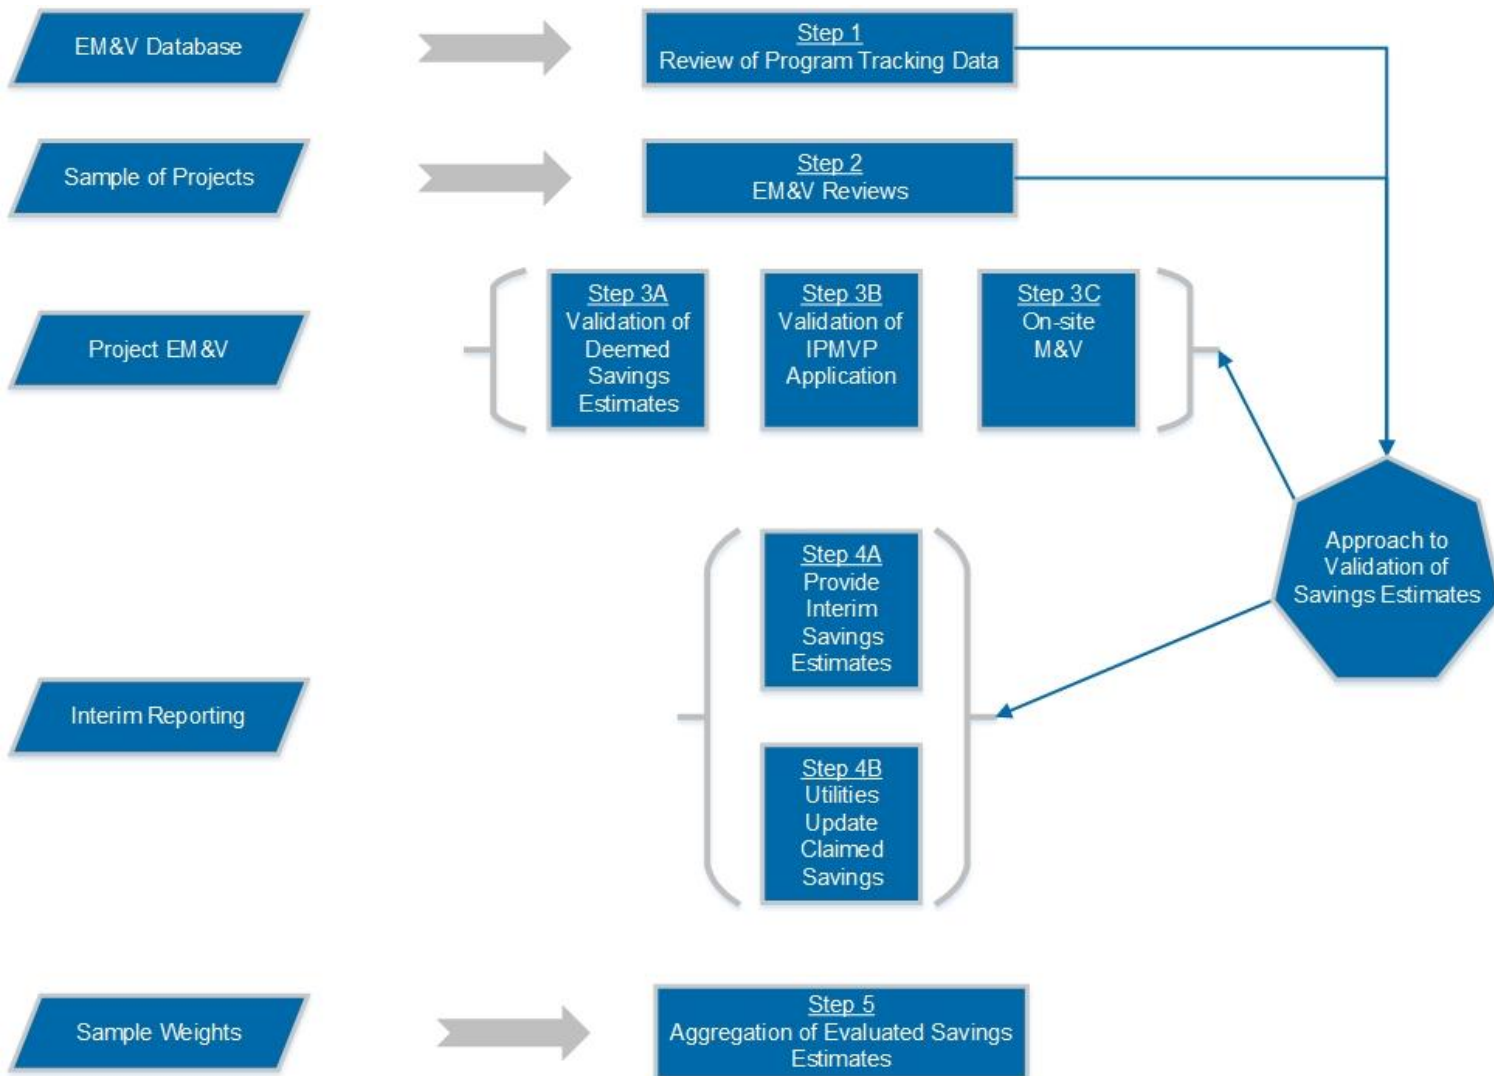 EM&V Database
Step 1
Review of Program Tracking Data
Sample of Projects
Step 2
EM&V Reviews
Project EM&V
Step 3A
Validation of
Deemed
Savings
Estimates
Step 3B
Validation of
IPMVP
Application
Step 3C
On-site
M&V
Approach to
Validation of
Savings Estimates
Interim Reporting
Step 4A
Provide
Interim
Savings
Estimates
Step 4B
Utilities
Update
Claimed
Savings
Sample Weights
Step 5
Aggregation of Evaluated Savings
Estimates